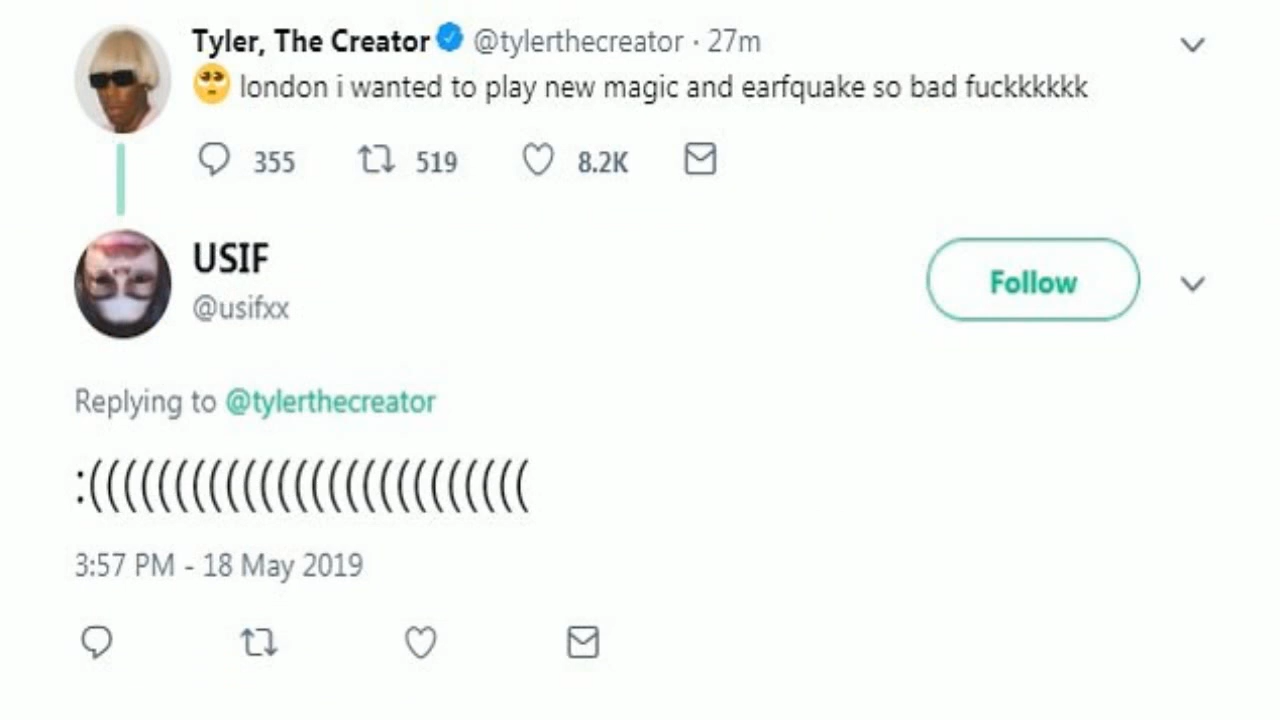 Tyler, The Creator @tylerthecreator · 27m
🥺 london i wanted to play new magic and earfquake so bad fuckkkkkk
355 519 8.2K
USIF
Follow
@usifxx
Replying to @tylerthecreator
:((((((((((((((((((((((((((
3:57 PM - 18 May 2019